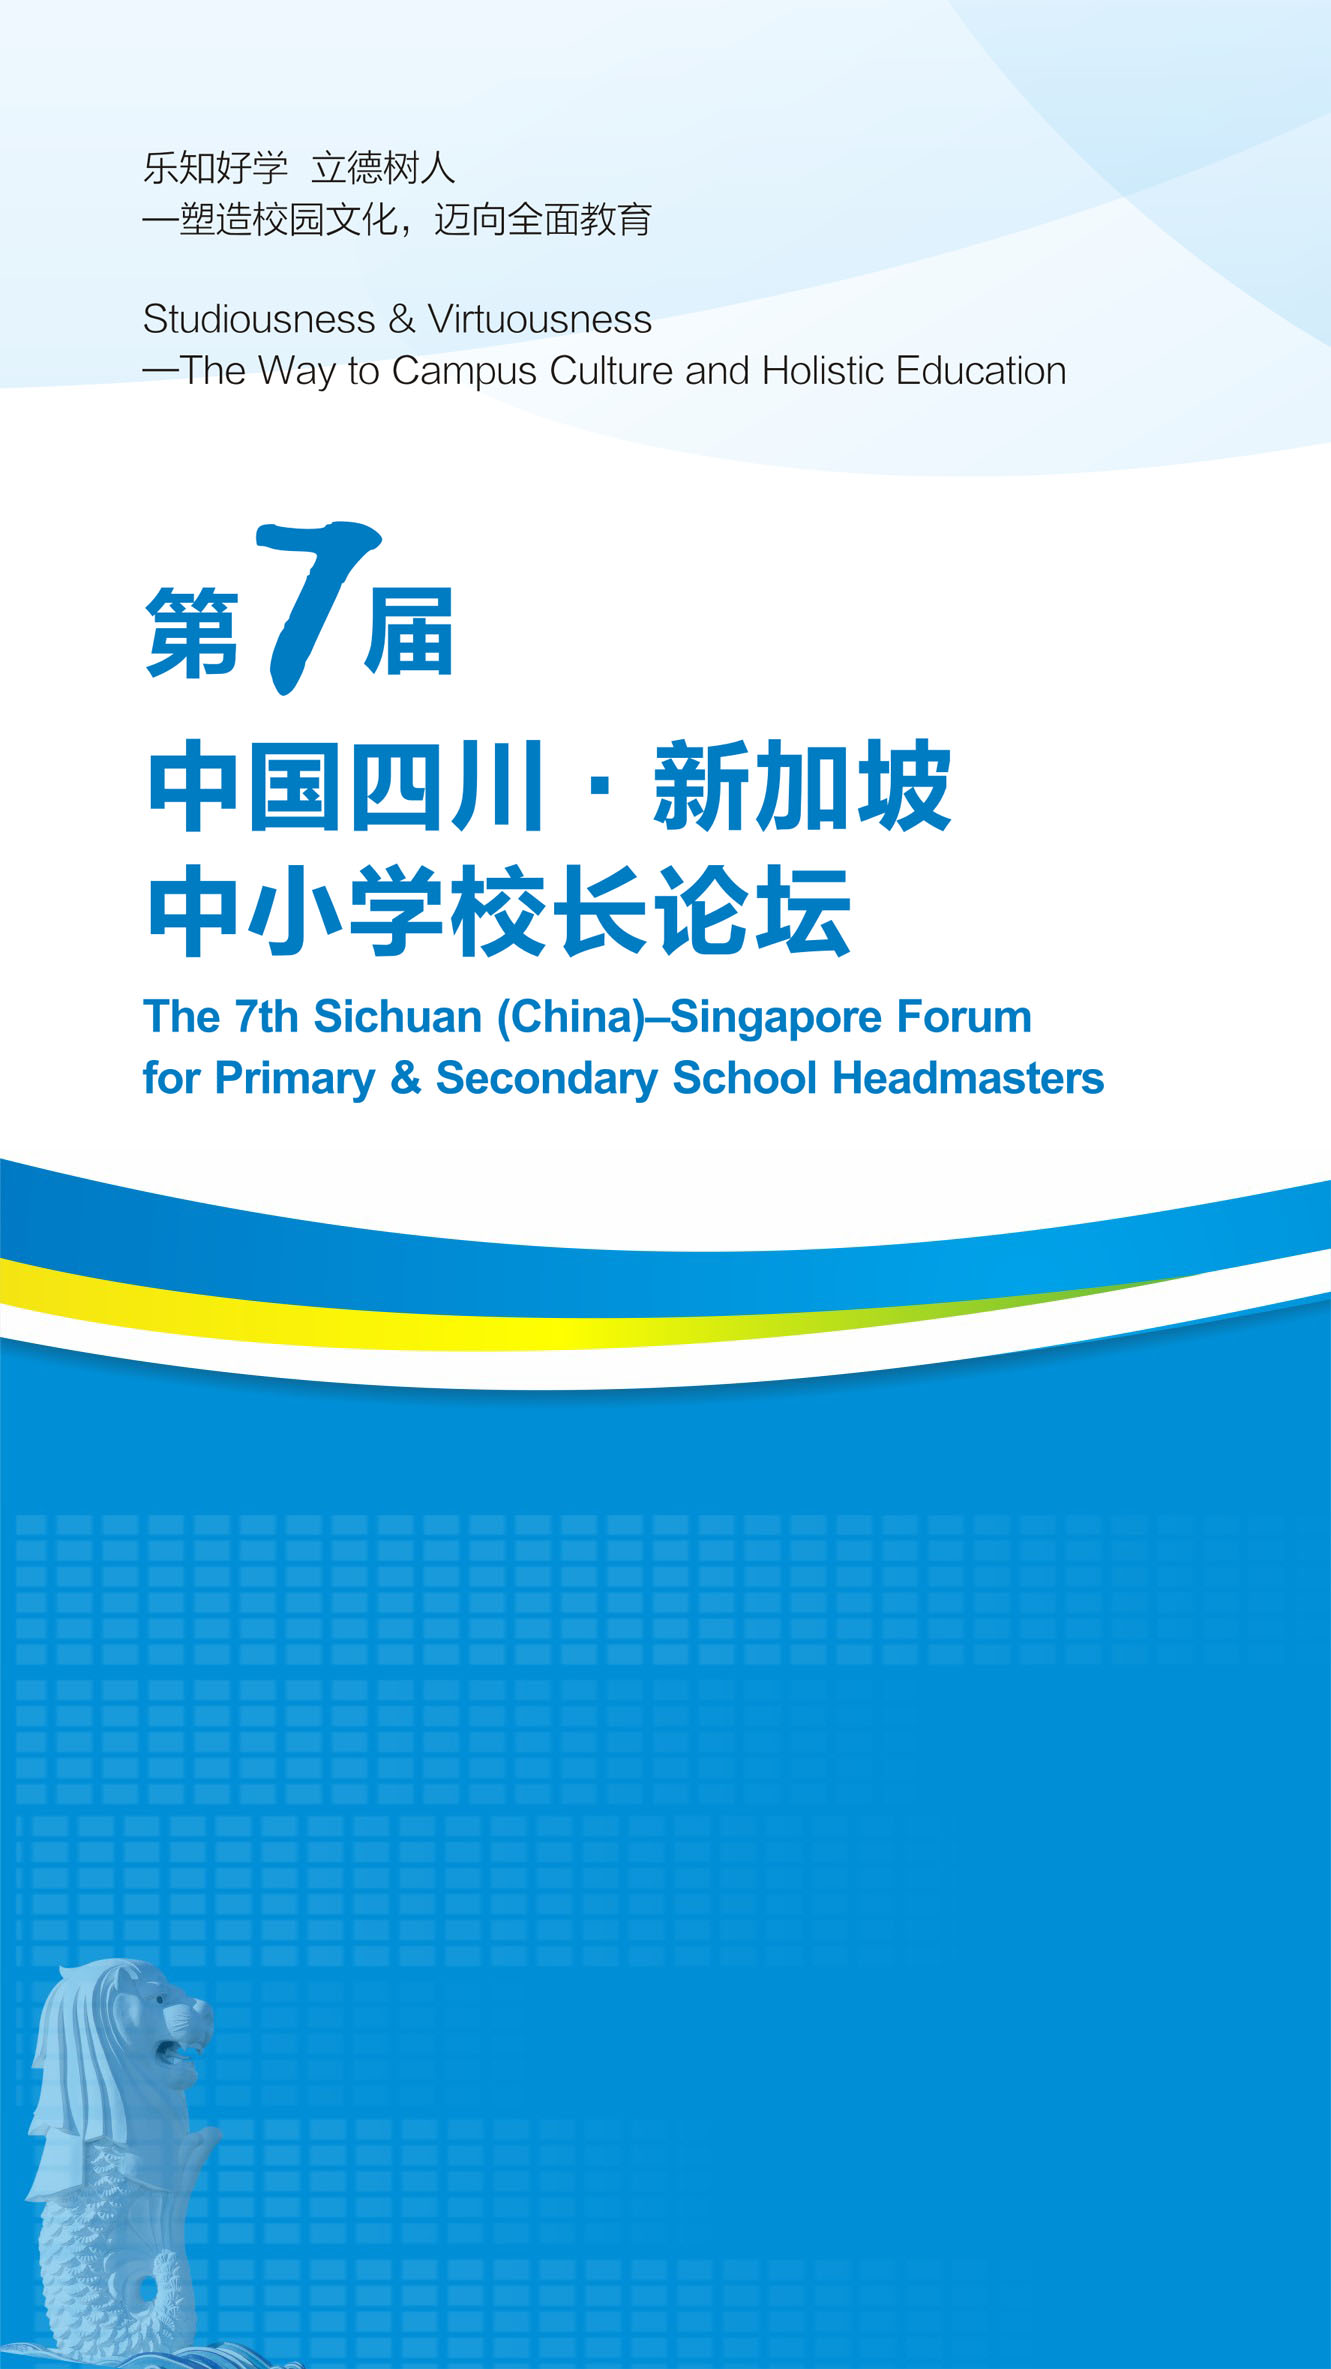 乐知好学 立德树人
—塑造校园文化，迈向全面教育
Studiousness & Virtuousness
—The Way to Campus Culture and Holistic Education
第7届
中国四川·新加坡
中小学校长论坛
The 7th Sichuan (China)–Singapore Forum
for Primary & Secondary School Headmasters